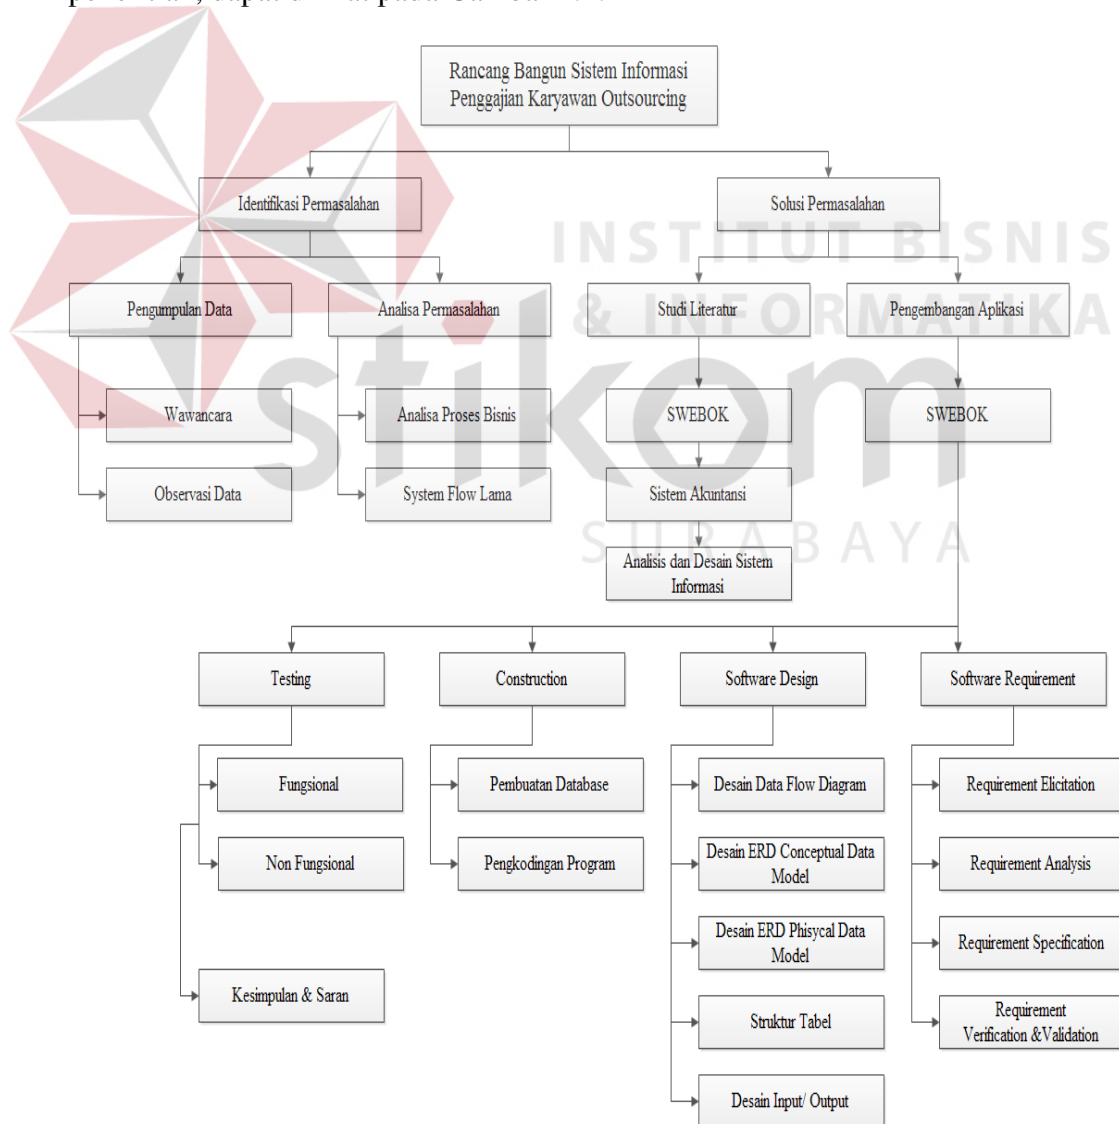 Rancang Bangun Sistem Informasi
Penggajian Karyawan Outsourcing
Identifikasi Permasalahan
Solusi Permasalahan
INSTITUT BISNIS
& INFORMATIKA
stikom
SURABAYA
Pengumpulan Data
Analisa Permasalahan
Studi Literatur
Pengembangan Aplikasi
Wawancara
Analisa Proses Bisnis
SWEBOK
SWEBOK
Observasi Data
System Flow Lama
Sistem Akuntansi
Analisis dan Desain Sistem
Informasi
Testing
Construction
Software Design
Software Requirement
Fungsional
Pembuatan Database
Desain Data Flow Diagram
Requirement Elicitation
Non Fungsional
Pengkodingan Program
Desain ERD Conceptual Data
Model
Requirement Analysis
Desain ERD Phisycal Data
Model
Requirement Specification
Kesimpulan & Saran
Struktur Tabel
Requirement
Verification &Validation
Desain Input/ Output